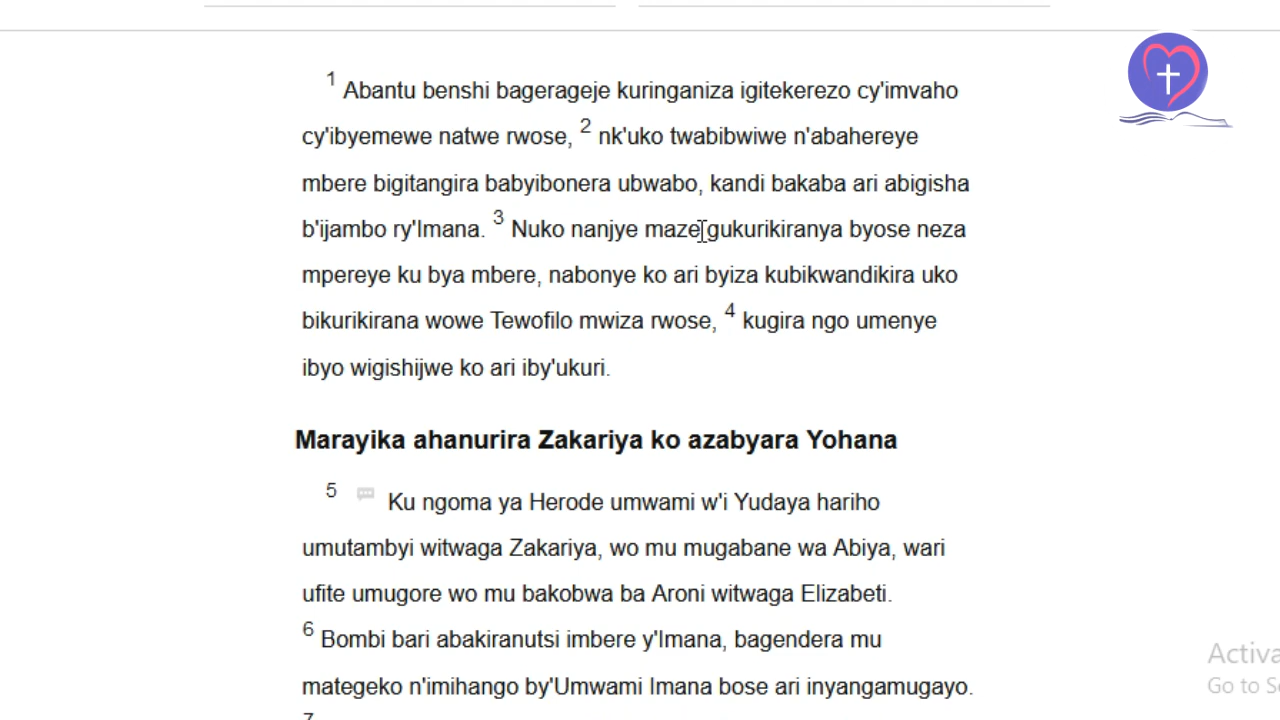 1 Abantu benshi bagerageje kuringaniza igitekerezo cy'imvaho
cy'ibyemewe natwe rwose, 2 nk'uko twabibwiwe n'abahereye
mbere bigitangira babyibonera ubwabo, kandi bakaba ari abigisha
b'ijambo ry'Imana. 3 Nuko nanjye maze gukurikiranya byose neza
mpereye ku bya mbere, nabonye ko ari byiza kubikwandikira uko
bikurikirana wowe Tewofilo mwiza rwose, 4 kugira ngo umenye
ibyo wigishijwe ko ari iby'ukuri.
Marayika ahanurira Zakariya ko azabyara Yohana
5 Ku ngoma ya Herode umwami w'i Yudaya hariho
umutambyi witwaga Zakariya, wo mu mugabane wa Abiya, wari
ufite umugore wo mu bakobwa ba Aroni witwaga Elizabeti.
6 Bombi bari abakiranutsi imbere y'Imana, bagendera mu
mategeko n'imihango by'Umwami Imana bose ari inyangamugayo.
7
Activa
Go to S